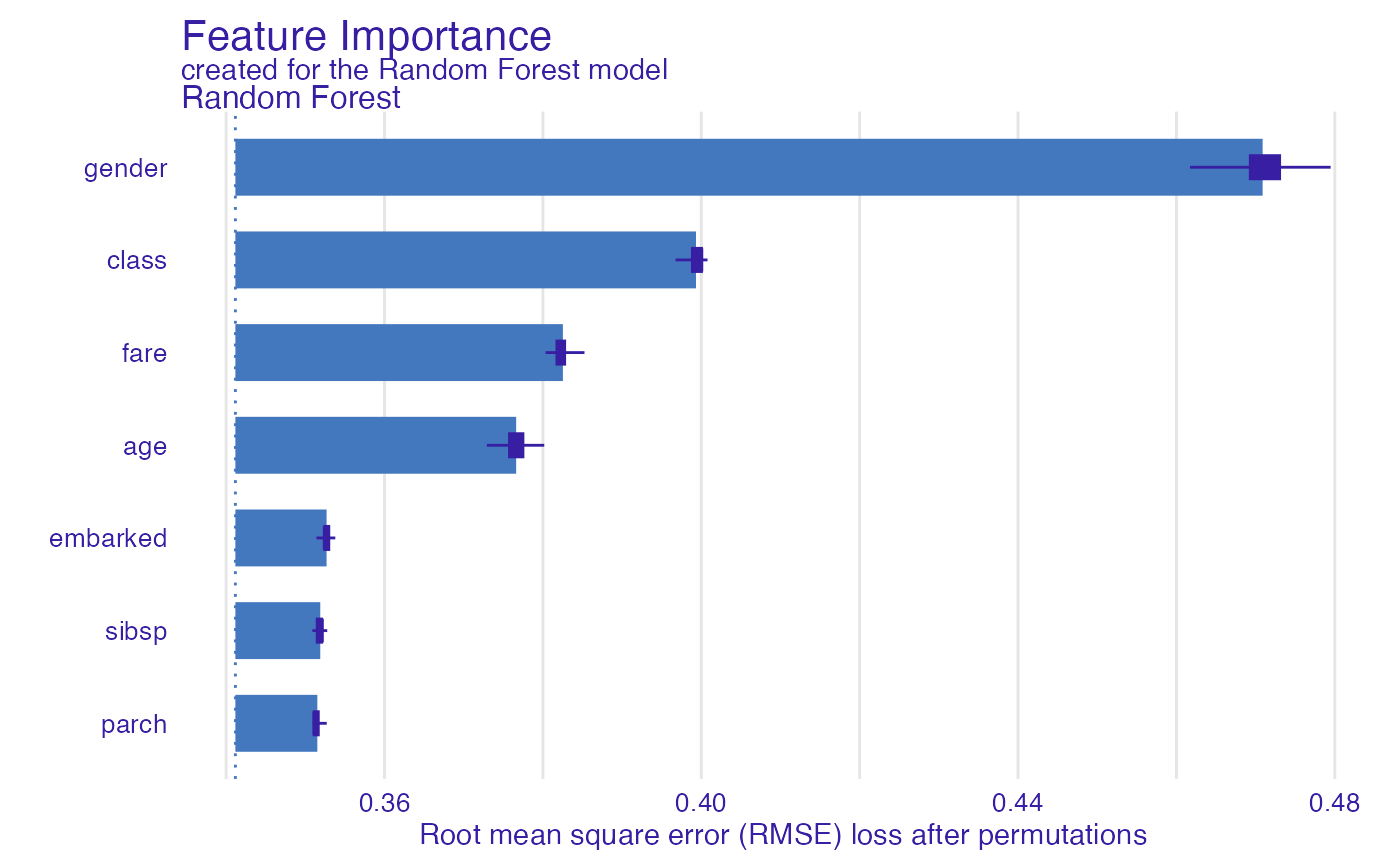 Feature Importance
created for the Random Forest model
Random Forest
gender
class
fare
age
embarked
sibsp
parch
0.36 0.40 0.44 0.48
Root mean square error (RMSE) loss after permutations